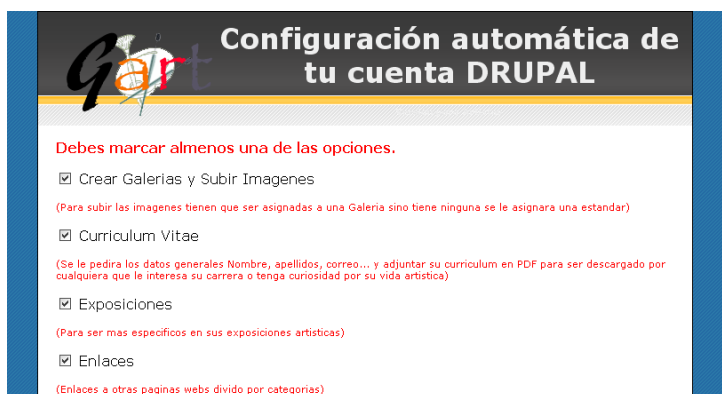 Gart
Configuración automática de
tu cuenta DRUPAL
Debes marcar almenos una de las opciones.
Crear Galerias y Subir Imagenes
(Para subir las imagenes tienen que ser asignadas a una Galeria sino tiene ninguna se le asignara una estandar)
Curriculum Vitae
(Se le pedira los datos generales Nombre, apellidos, correo... y adjuntar su curriculum en PDF para ser descargado por
cualquiera que le interesa su carrera o tenga curiosidad por su vida artistica)
Exposiciones
(Para ser mas especificos en sus exposiciones artisticas)
Enlaces
(Enlaces a otras paginas webs divido por categorias)